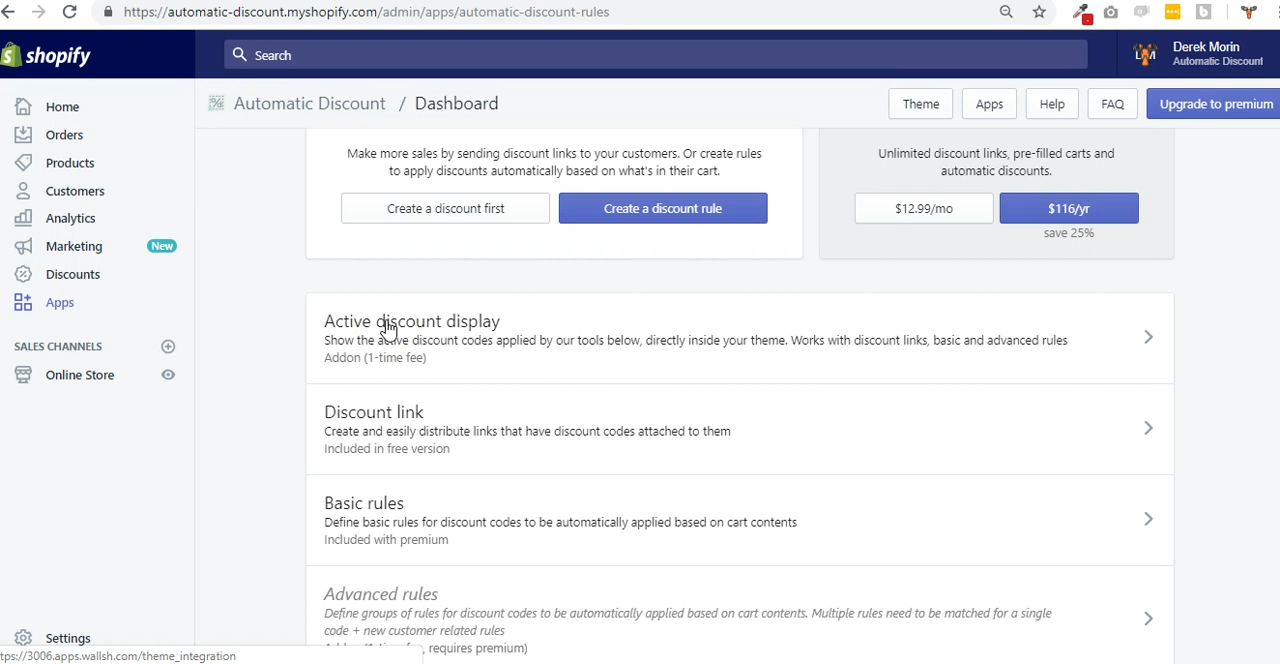 https://automatic-discount.myshopify.com/admin/apps/automatic-discount-rules
shopify
Search
Derek Morin
Automatic Discount
Home
Orders
Products
Customers
Analytics
Marketing
New
Discounts
Apps
SALES CHANNELS
Online Store
Settings
Automatic Discount / Dashboard
Theme
Apps
Help
FAQ
Upgrade to premium
Make more sales by sending discount links to your customers. Or create rules
to apply discounts automatically based on what's in their cart.
Create a discount first
Create a discount rule
Unlimited discount links, pre-filled carts and
automatic discounts.
$12.99/mo
$116/yr
save 25%
Active discount display
Show the active discount codes applied by our tools below, directly inside your theme. Works with discount links, basic and advanced rules
Addon (1-time fee)
Discount link
Create and easily distribute links that have discount codes attached to them
Included in free version
Basic rules
Define basic rules for discount codes to be automatically applied based on cart contents
Included with premium
Advanced rules
Define groups of rules for discount codes to be automatically applied based on cart contents. Multiple rules need to be matched for a single
code + new customer related rules
, requires premium)
tps://3006.apps.wallsh.com/theme_integration